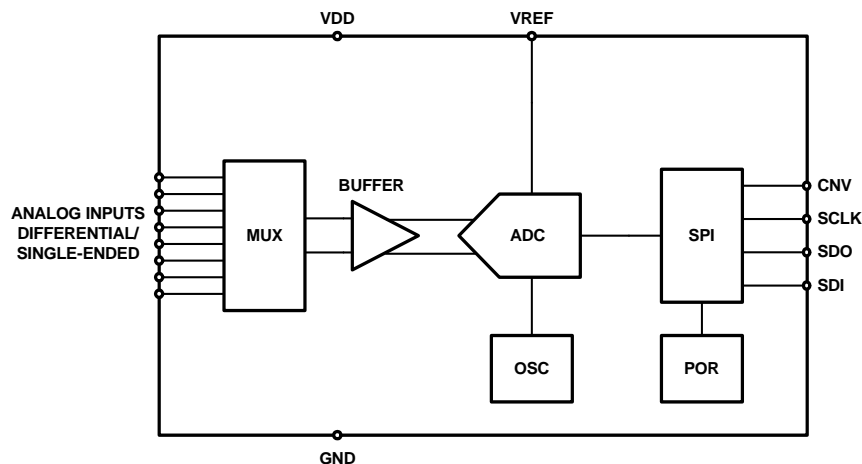 VDD
VREF
BUFFER
ANALOG INPUTS
DIFFERENTIAL/
SINGLE-ENDED
MUX
ADC
SPI
CNV
SCLK
SDO
SDI
OSC
POR
GND